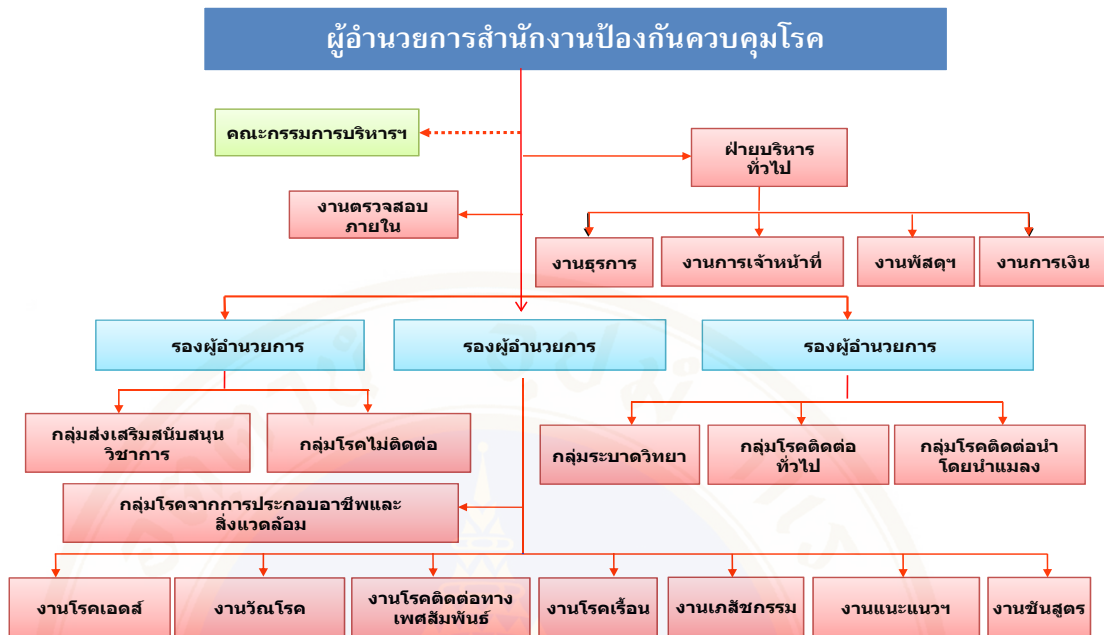 ผู้อำนวยการสำนักงานป้องกันควบคุมโรค
คณะกรรมการบริหารฯ
ฝ่ายบริหาร
ทั่วไป
งานตรวจสอบ
ภายใน
งานธุรการ
งานการเจ้าหน้าที่
งานพัสดุฯ
งานการเงิน
รองผู้อำนวยการ
รองผู้อำนวยการ
รองผู้อำนวยการ
กลุ่มส่งเสริมสนับสนุน
วิชาการ
กลุ่มโรคไม่ติดต่อ
กลุ่มระบาดวิทยา
กลุ่มโรคติดต่อ
ทั่วไป
กลุ่มโรคติดต่อนำ
โดยนำแมลง
กลุ่มโรคจากการประกอบอาชีพและ
สิ่งแวดล้อม
งานโรคเอดส์
งานวัณโรค
งานโรคติดต่อทาง
เพศสัมพันธ์
งานโรคเรื้อน
งานเภสัชกรรม
งานแนะแนวฯ
งานชันสูตร